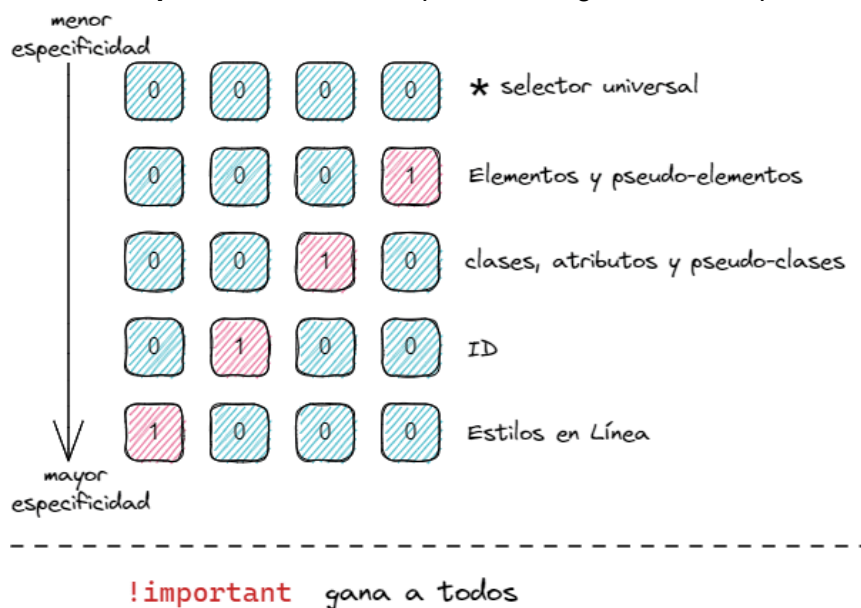 menor
especificidad
0 0 0 0 * selector universal
0 0 0 1 Elementos y pseudo-elementos
0 0 1 0 clases, atributos y pseudo-clases
0 1 0 0 ID
1 0 0 0 Estilos en Línea
mayor
especificidad
!important gana a todos